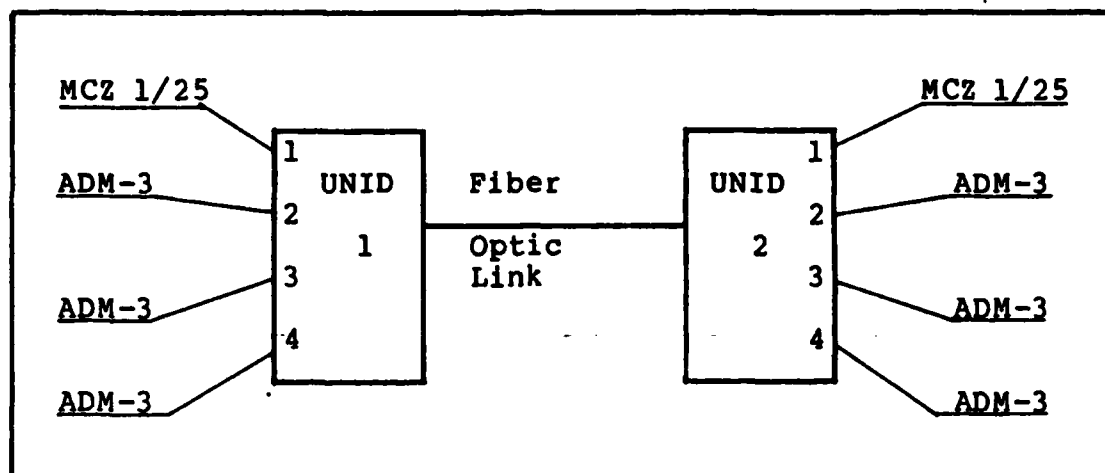 MCZ 1/25
ADM-3
ADM-3
ADM-3
1
2
3
4
UNID
1
Fiber
Optic
Link
UNID
2
1
2
3
4
MCZ 1/25
ADM-3
ADM-3
ADM-3